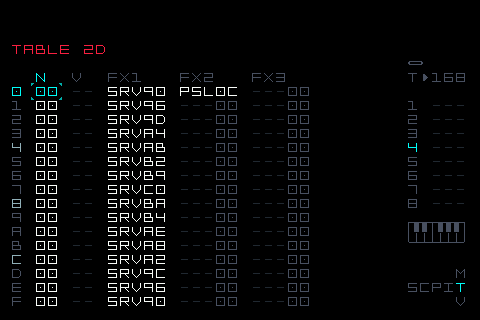 TABLE 2D
N V FX1 FX2 FX3 T▶168
0 00 -- SRV90 PSL0C ---00
1 00 -- SRV96 ---00 ---00 1 ---
2 00 -- SRV9D ---00 ---00 2 ---
3 00 -- SRVA4 ---00 ---00 3 ---
4 00 -- SRVAB ---00 ---00 4 ---
5 00 -- SRVB2 ---00 ---00 5 ---
6 00 -- SRVB9 ---00 ---00 6 ---
7 00 -- SRVC0 ---00 ---00 7 ---
8 00 -- SRVBA ---00 ---00 8 ---
9 00 -- SRVB4 ---00 ---00
A 00 -- SRVAE ---00 ---00
B 00 -- SRVA8 ---00 ---00
C 00 -- SRVA2 ---00 ---00
D 00 -- SRV9C ---00 ---00 M
E 00 -- SRV96 ---00 ---00 SCPIT
F 00 -- SRV90 ---00 ---00 V